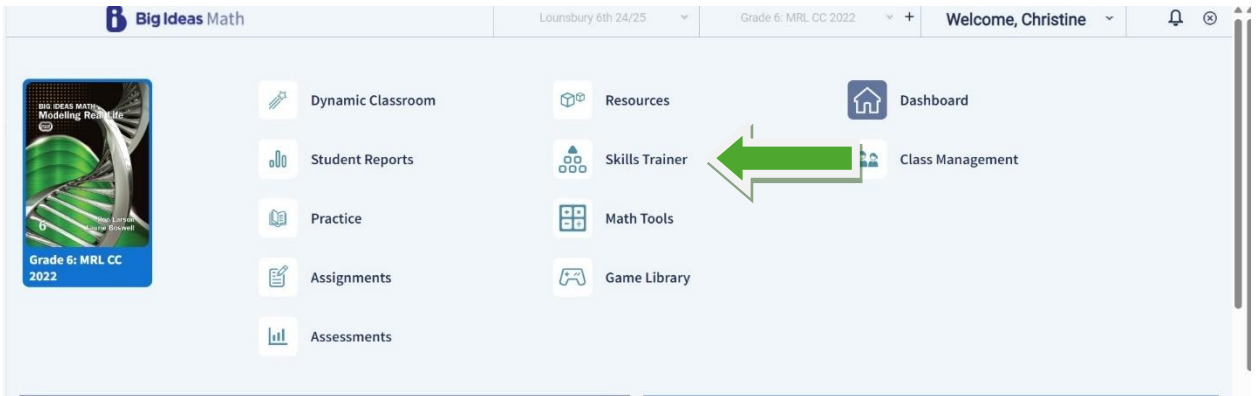 Big Ideas Math
Lounsbury 6th 24/25
Grade 6: MRL CC 2022
+
Welcome, Christine
BIG IDEAS MATH
Modeling Real Life
6
Ron Larson
Laurie Boswell
Grade 6: MRL CC
2022
Dynamic Classroom
Student Reports
Practice
Assignments
Assessments
Resources
Skills Trainer
Math Tools
Game Library
Dashboard
Class Management